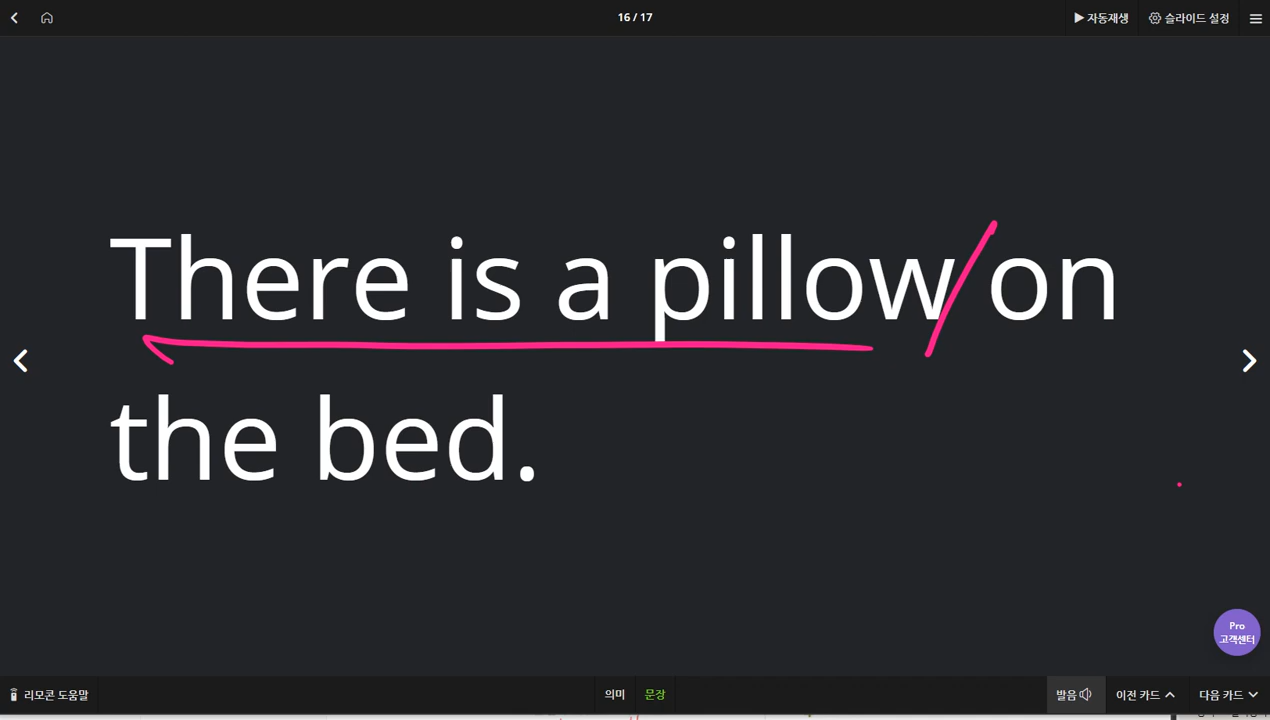 16 / 17
자동재생
슬라이드 설정
There is a pillow on
the bed.
Pro
고객센터
리모콘 도움말
의미
문장
발음
이전 카드
다음 카드